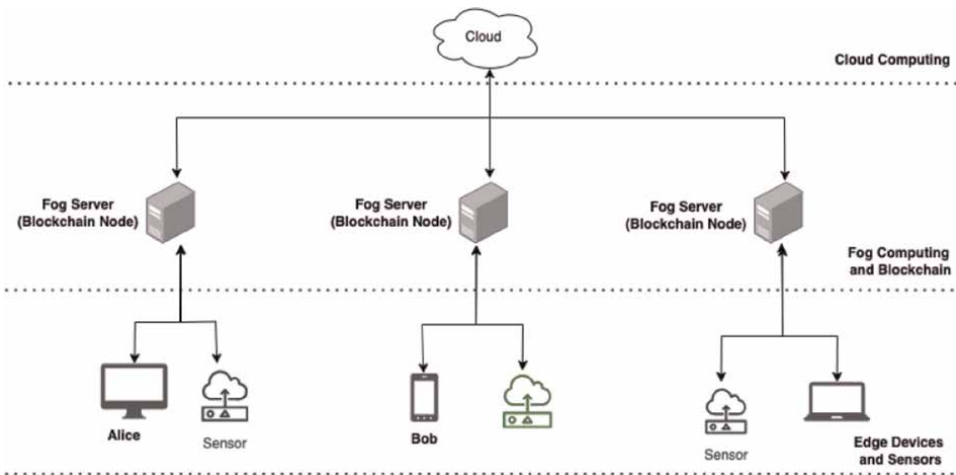 Cloud
Cloud Computing
Fog Server
(Blockchain Node)
Fog Server
(Blockchain Node)
Fog Server
(Blockchain Node)
Fog Computing
and Blockchain
Alice
Sensor
Bob
Sensor
Edge Devices
and Sensors